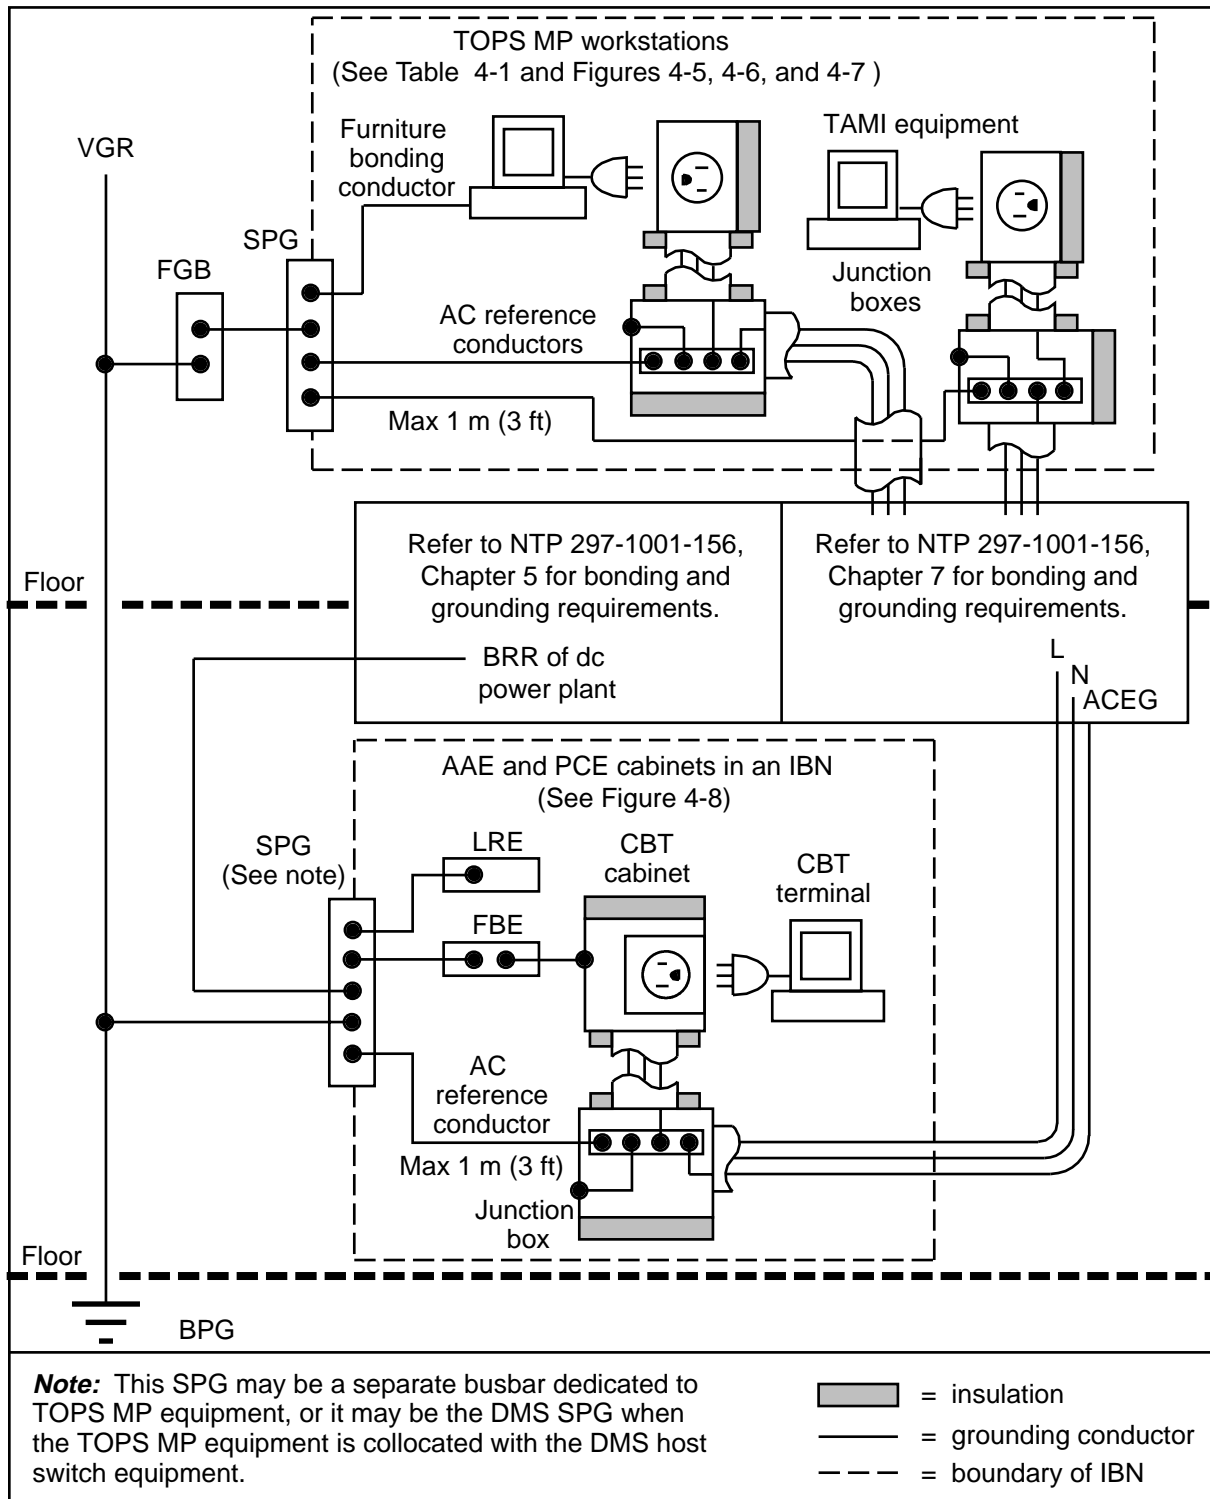 TOPS MP workstations
(See Table 4-1 and Figures 4-5, 4-6, and 4-7 )
Furniture
bonding
conductor
TAMI equipment
VGR
SPG
FGB
Junction
boxes
AC reference
conductors
Max 1 m (3 ft)
Refer to NTP 297-1001-156,
Chapter 5 for bonding and
grounding requirements.
Refer to NTP 297-1001-156,
Chapter 7 for bonding and
grounding requirements.
Floor
BRR of dc
power plant
L
N
ACEG
AAE and PCE cabinets in an IBN
(See Figure 4-8)
SPG
(See note)
LRE
FBE
CBT
cabinet
CBT
terminal
AC
reference
conductor
Max 1 m (3 ft)
Junction
box
Floor
BPG
Note: This SPG may be a separate busbar dedicated to
TOPS MP equipment, or it may be the DMS SPG when
the TOPS MP equipment is collocated with the DMS host
switch equipment.
= insulation
= grounding conductor
= boundary of IBN